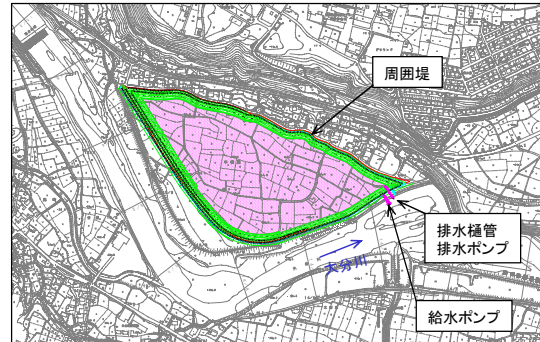 周囲堤
排水樋管
排水ポンプ
大分川
給水ポンプ